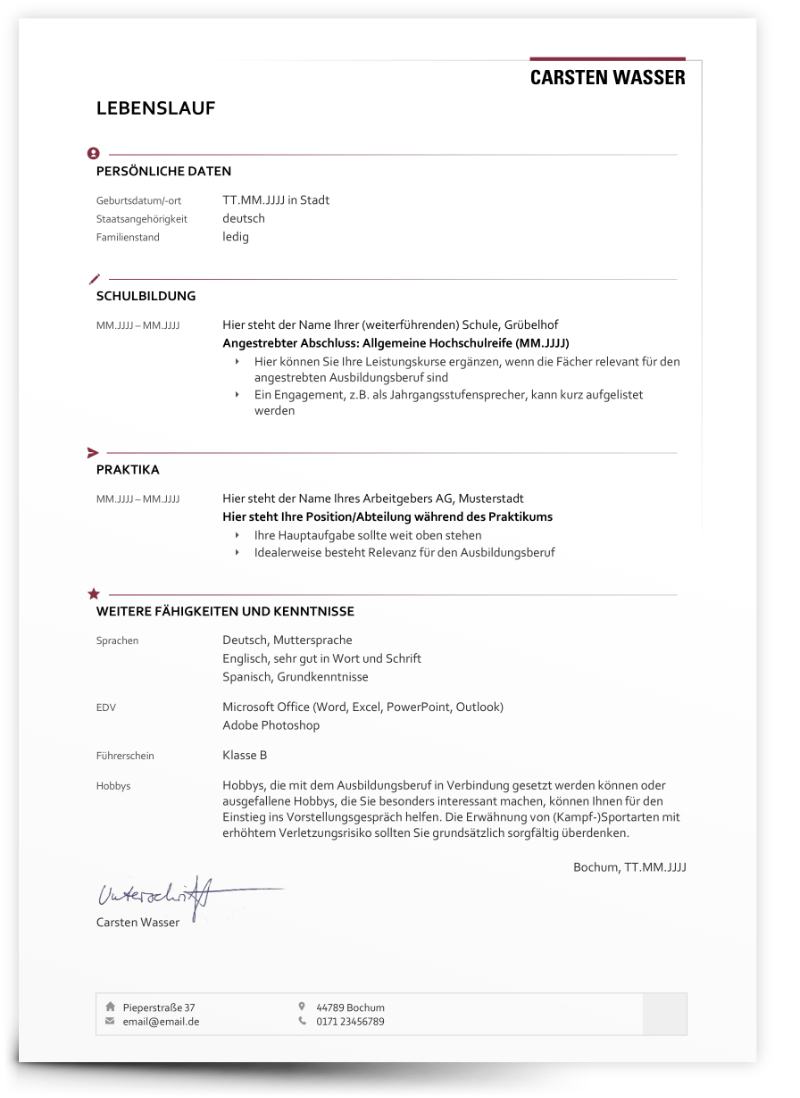 CARSTEN WASSER
LEBENSLAUF
PERSÖNLICHE DATEN
Geburtsdatum/-ort TT.MM.JJJJ in Stadt
Staatsangehörigkeit deutsch
Familienstand ledig
SCHULBILDUNG
MM.JJJJ – MM.JJJJ Hier steht der Name Ihrer (weiterführenden) Schule, Grübelhof
Angestrebter Abschluss: Allgemeine Hochschulreife (MM.JJJJ)
Hier können Sie Ihre Leistungskurse ergänzen, wenn die Fächer relevant für den
angestrebten Ausbildungsberuf sind
Ein Engagement, z.B. als Jahrgangsstufensprecher, kann kurz aufgelistet
werden
PRAKTIKA
MM.JJJJ – MM.JJJJ Hier steht der Name Ihres Arbeitgebers AG, Musterstadt
Hier steht Ihre Position/Abteilung während des Praktikums
Ihre Hauptaufgabe sollte weit oben stehen
Idealerweise besteht Relevanz für den Ausbildungsberuf
WEITERE FÄHIGKEITEN UND KENNTNISSE
Sprachen Deutsch, Muttersprache
Englisch, sehr gut in Wort und Schrift
Spanisch, Grundkenntnisse
EDV Microsoft Office (Word, Excel, PowerPoint, Outlook)
Adobe Photoshop
Führerschein Klasse B
Hobbys Hobbys, die mit dem Ausbildungsberuf in Verbindung gesetzt werden können oder
ausgefallene Hobbys, die Sie besonders interessant machen, können Ihnen für den
Einstieg ins Vorstellungsgespräch helfen. Die Erwähnung von (Kampf-)Sportarten mit
erhöhtem Verletzungsrisiko sollten Sie grundsätzlich sorgfältig überdenken.
Bochum, TT.MM.JJJJ
Unterschrift
Carsten Wasser
Pieperstraße 37 44789 Bochum
email@email.de 0171 23456789